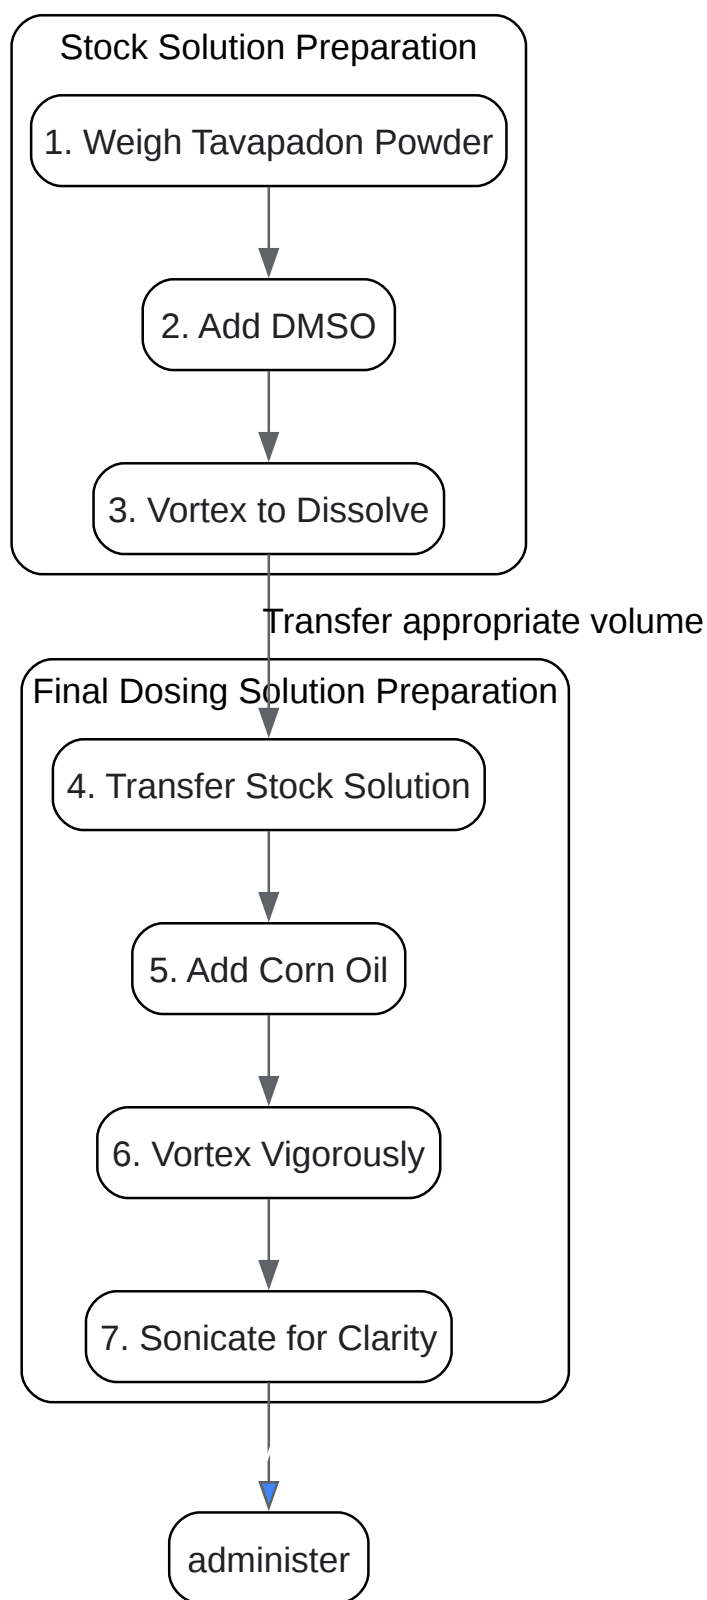 Stock Solution Preparation
1. Weigh Tavapadon Powder
2. Add DMSO
3. Vortex to Dissolve
Transfer appropriate volume
Final Dosing Solution Preparation
4. Transfer Stock Solution
5. Add Corn Oil
6. Vortex Vigorously
7. Sonicate for Clarity
administer